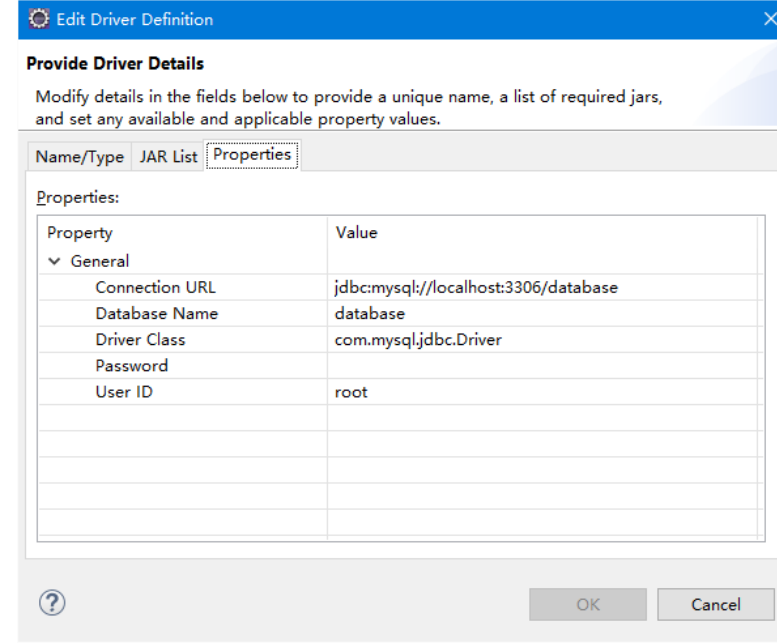 Edit Driver Definition
Provide Driver Details
Modify details in the fields below to provide a unique name, a list of required jars,
and set any available and applicable property values.
Name/Type JAR List Properties
Properties:
Property Value
General
Connection URL jdbc:mysql://localhost:3306/database
Database Name database
Driver Class com.mysql.jdbc.Driver
Password
User ID root
OK Cancel